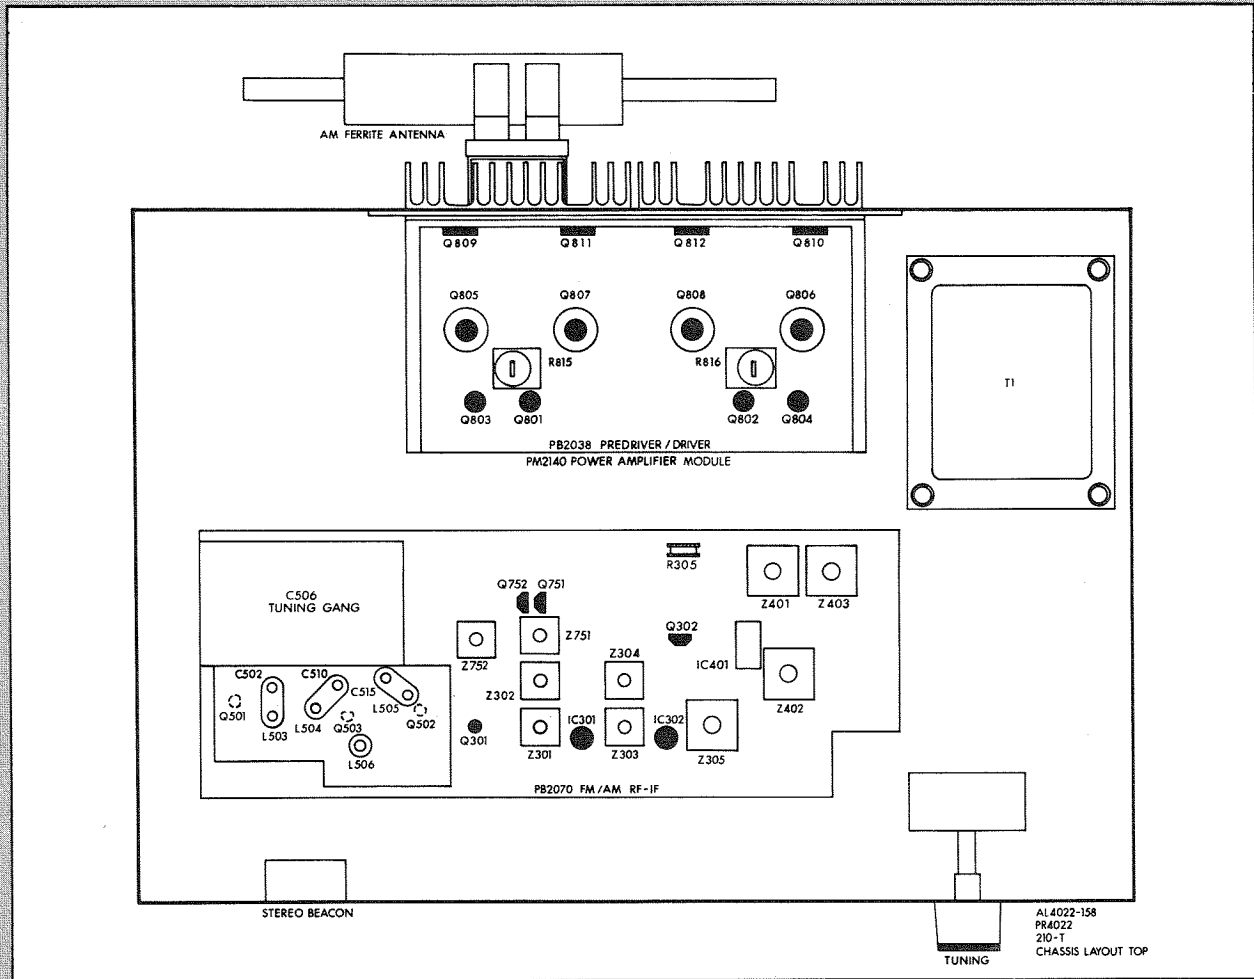 AM FERRITE ANTENNA
Q809 Q811 Q812 Q810
Q805 Q807 Q808 Q806
R815 R816
Q803 Q801 Q802 Q804
PB2038 PREDRIVER/DRIVER
PM2140 POWER AMPLIFIER MODULE
T1
C506
TUNING GANG
R305
Z401 Z403
Q752 Q751
Z752 Z751
Q302
IC401
Z402
Z302 Z304
C502 C510 C515
Q501 L503 L504 Q503 L505 Q502
L506
Q301 Z301 IC301 Z303 IC302 Z305
PB2070 FM/AM RF-IF
STEREO BEACON
TUNING
AL4022-158
PR4022
210-T
CHASSIS LAYOUT TOP